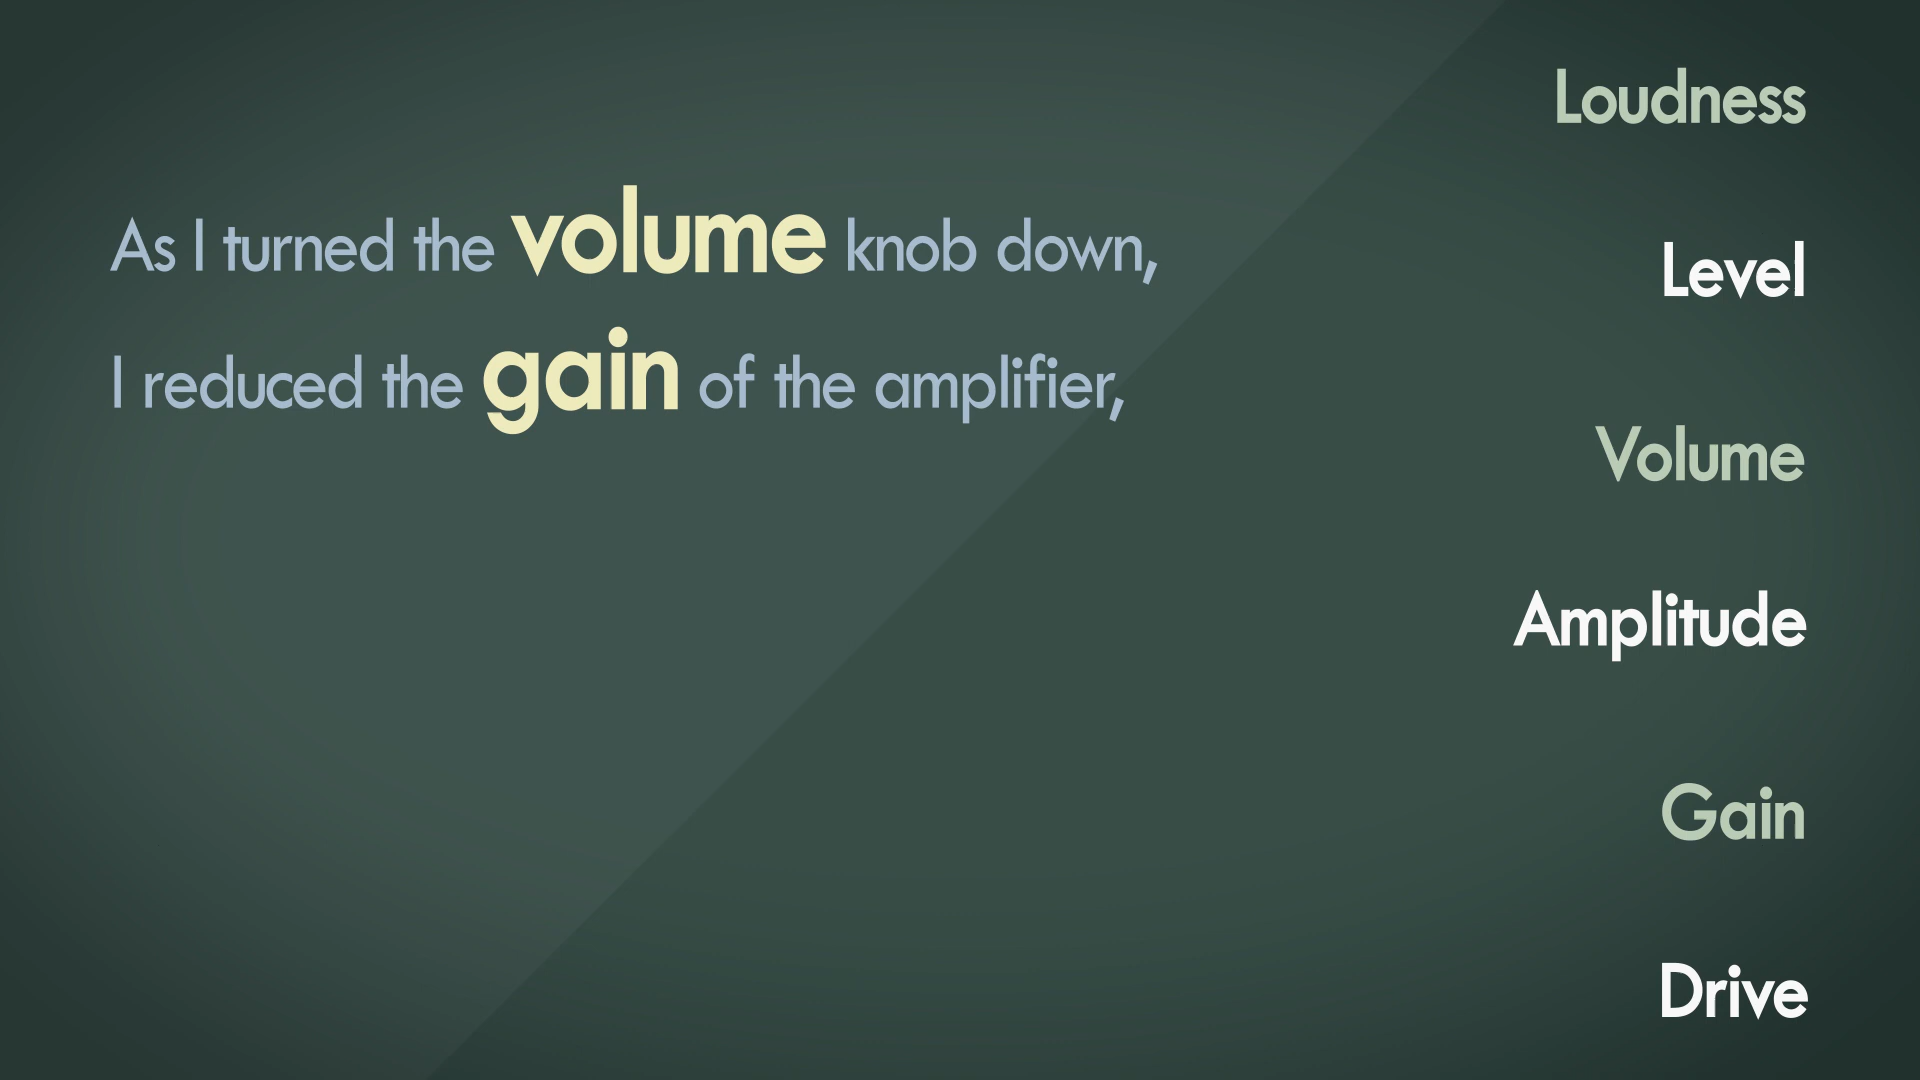 As I turned the volume knob down,
I reduced the gain of the amplifier,
Loudness
Level
Volume
Amplitude
Gain
Drive